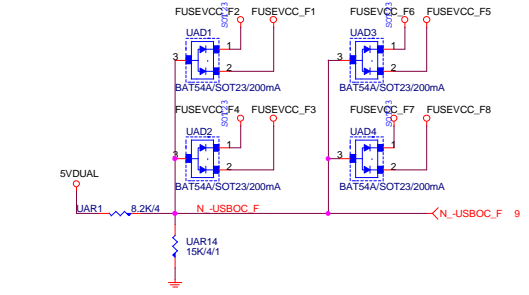 FUSEVCC_F2 FUSEVCC_F1 FUSEVCC_F6 FUSEVCC_F5
SOT23 SOT23
UAD1 UAD3
1 1
3 3
2 2
BAT54A/SOT23/200mA BAT54A/SOT23/200mA
FUSEVCC_F4 FUSEVCC_F3 FUSEVCC_F7 FUSEVCC_F8
SOT23 SOT23
UAD2 UAD4
1 1
3 3
2 2
BAT54A/SOT23/200mA BAT54A/SOT23/200mA
5VDUAL
UAR1 8.2K/4 N_-USBOC_F N_-USBOC_F 9
UAR14
15K/4/1